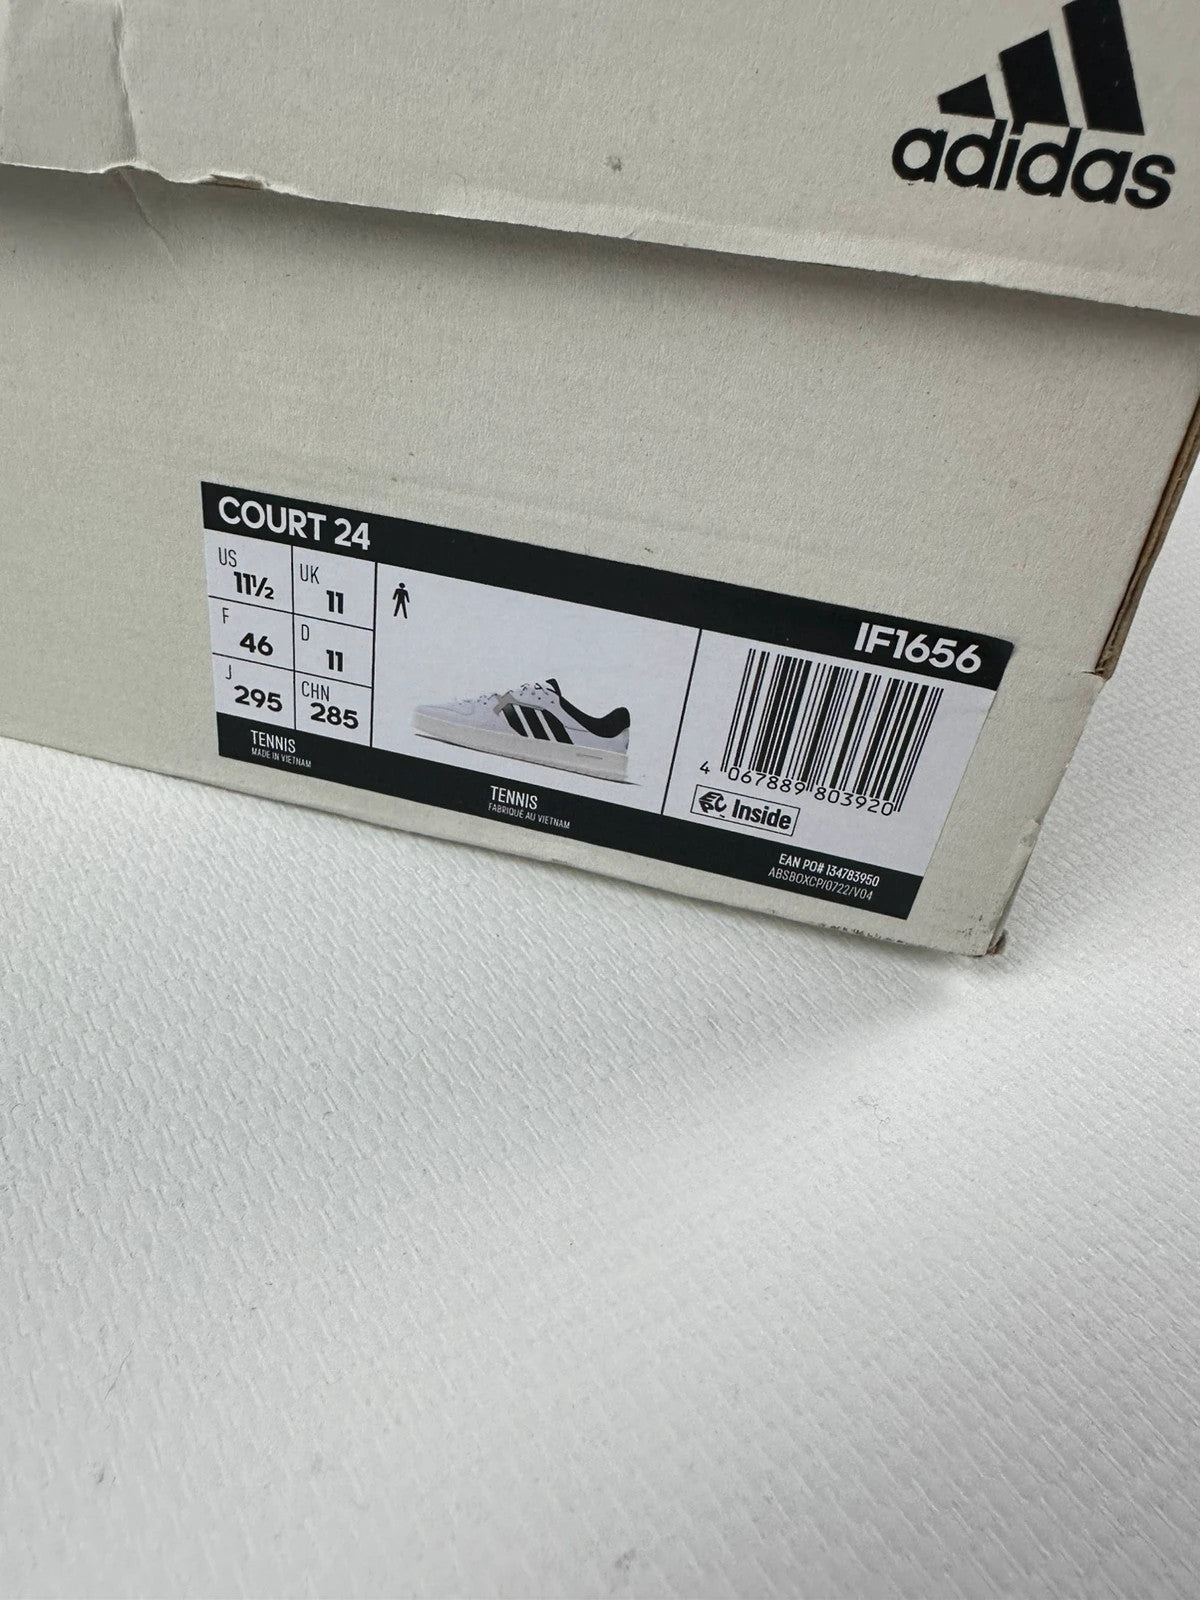 adidas
COURT 24
IF1656
US
11½
UK
11
F
46
D
11
J
295
CHN
285
4 067889 803920
Inside
TENNIS
MADE IN VIETNAM
TENNIS
FABRIQUÉ AU VIETNAM
EAN PO# 134783950
ABSBOXCP/0722/V04